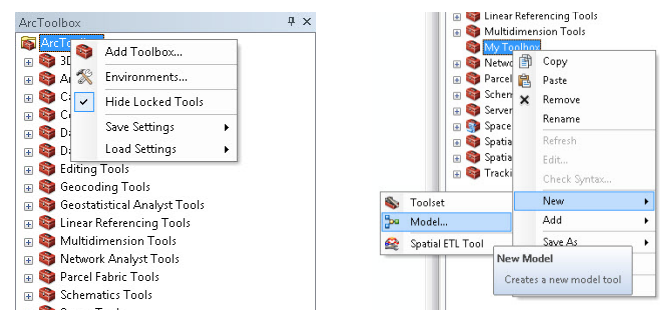 ArcToolbox
Add Toolbox...
Environments...
Hide Locked Tools
Save Settings
Load Settings
Editing Tools
Geocoding Tools
Geostatistical Analyst Tools
Linear Referencing Tools
Multidimension Tools
Network Analyst Tools
Parcel Fabric Tools
Schematics Tools
Linear Referencing Tools
Multidimension Tools
My Toolbox
Copy
Paste
Remove
Rename
Refresh
Edit...
Check Syntax...
New
Add
Save As
Toolset
Model...
Spatial ETL Tool
New Model
Creates a new model tool